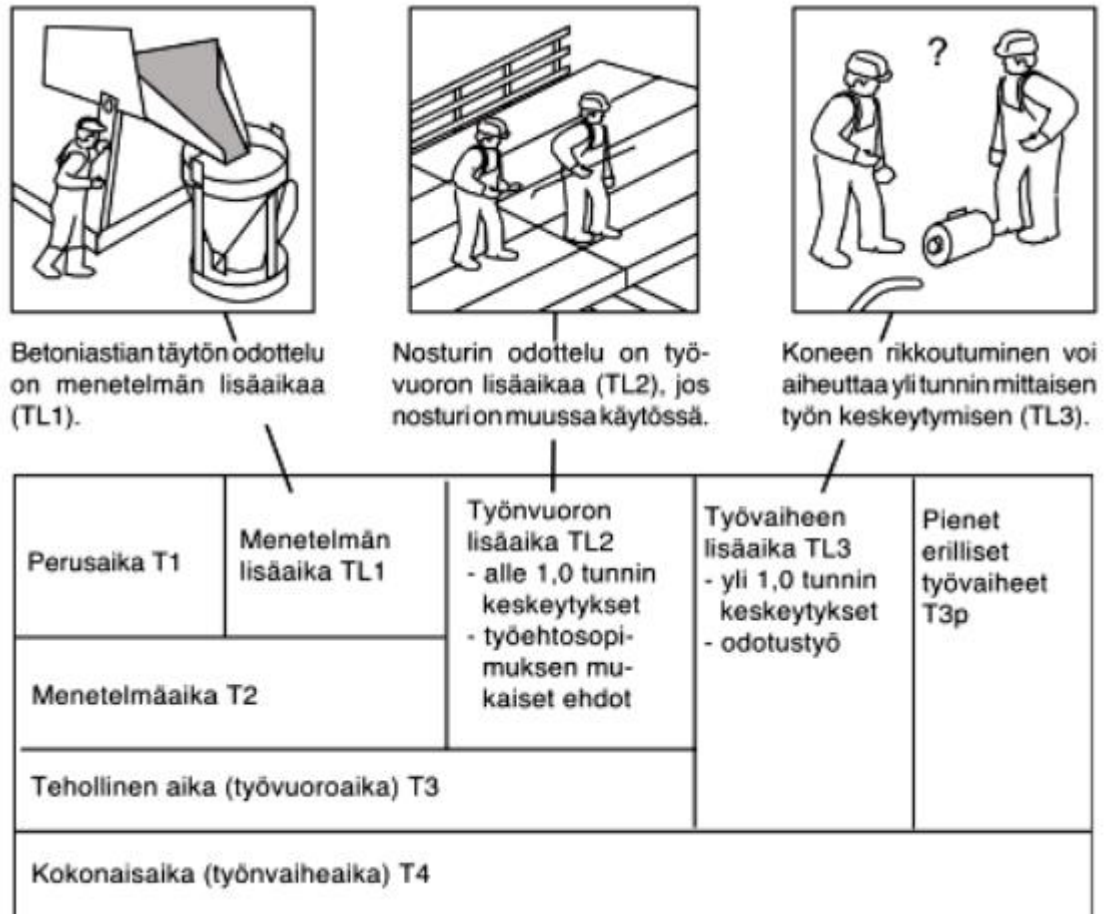 ?
Betoniastian täytön odottelu
on menetelmän lisäaikaa
(TL1).
Nosturin odottelu on työ-
vuoron lisäaikaa (TL2), jos
nosturi on muussa käytössä.
Koneen rikkoutuminen voi
aiheuttaa yli tunnin mittaisen
työn keskeytymisen (TL3).
Perusaika T1
Menetelmän
lisäaika TL1
Työnvuoron
lisäaika TL2
- alle 1,0 tunnin
keskeytykset
- työehtosopi-
muksen mu-
kaiset ehdot
Työvaiheen
lisäaika TL3
- yli 1,0 tunnin
keskeytykset
- odotustyö
Pienet
erilliset
työvaiheet
T3p
Menetelmäaika T2
Tehollinen aika (työvuoroaika) T3
Kokonaisaika (työnvaiheaika) T4